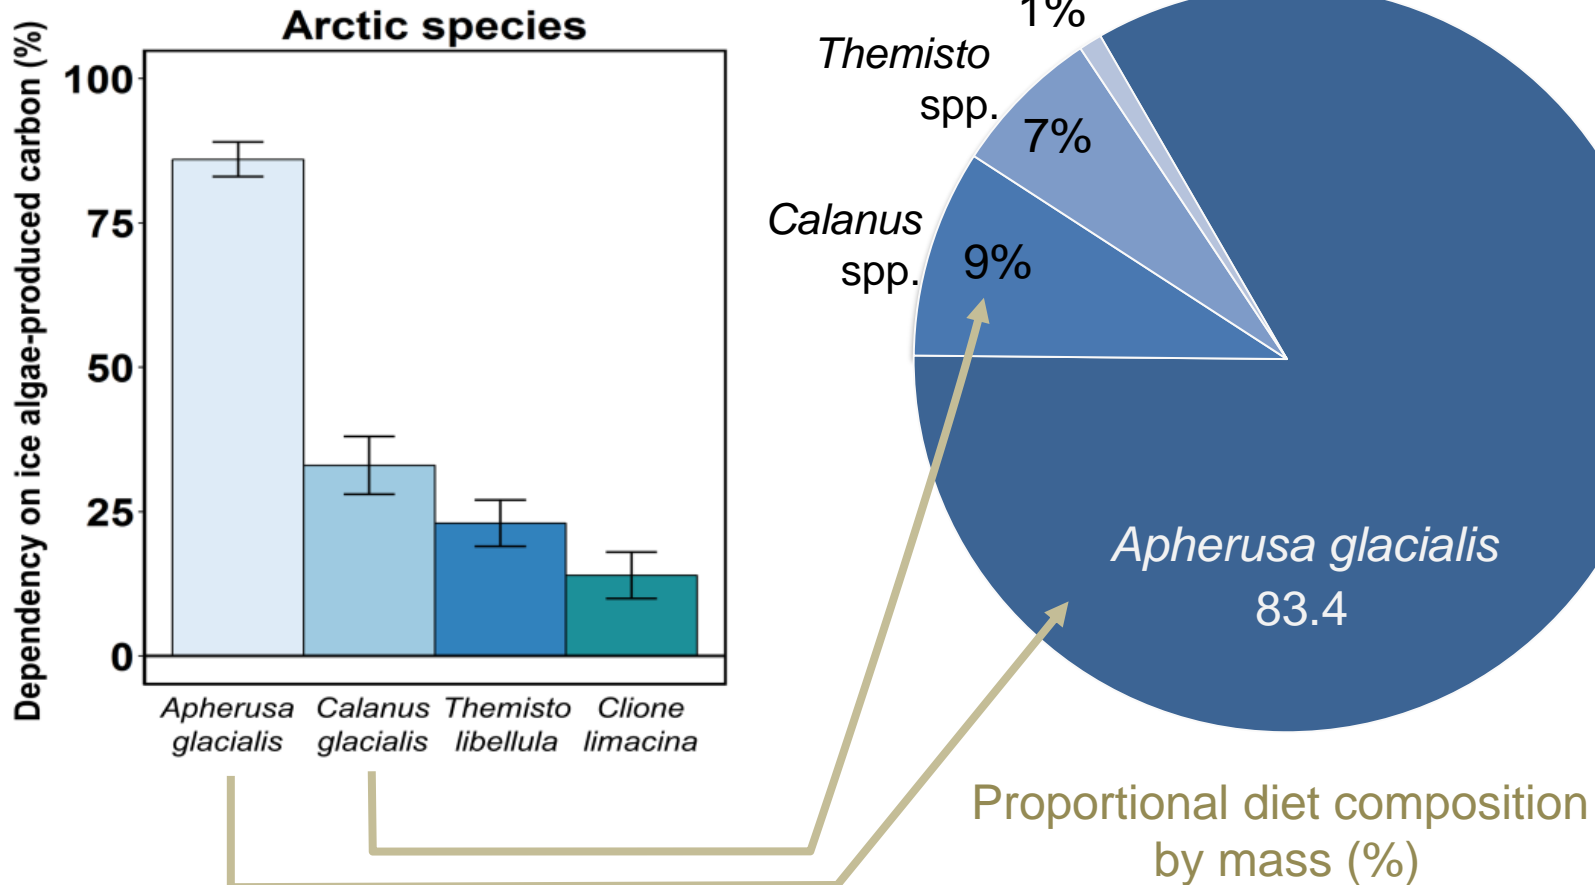 Arctic species
Dependency on ice algae-produced carbon (%)
100
75
50
25
0
Apherusa
glacialis
Calanus
glacialis
Themisto
libellula
Clione
limacina
1%
Themisto
spp.
7%
Calanus
spp.
9%
Apherusa glacialis
83.4
Proportional diet composition
by mass (%)